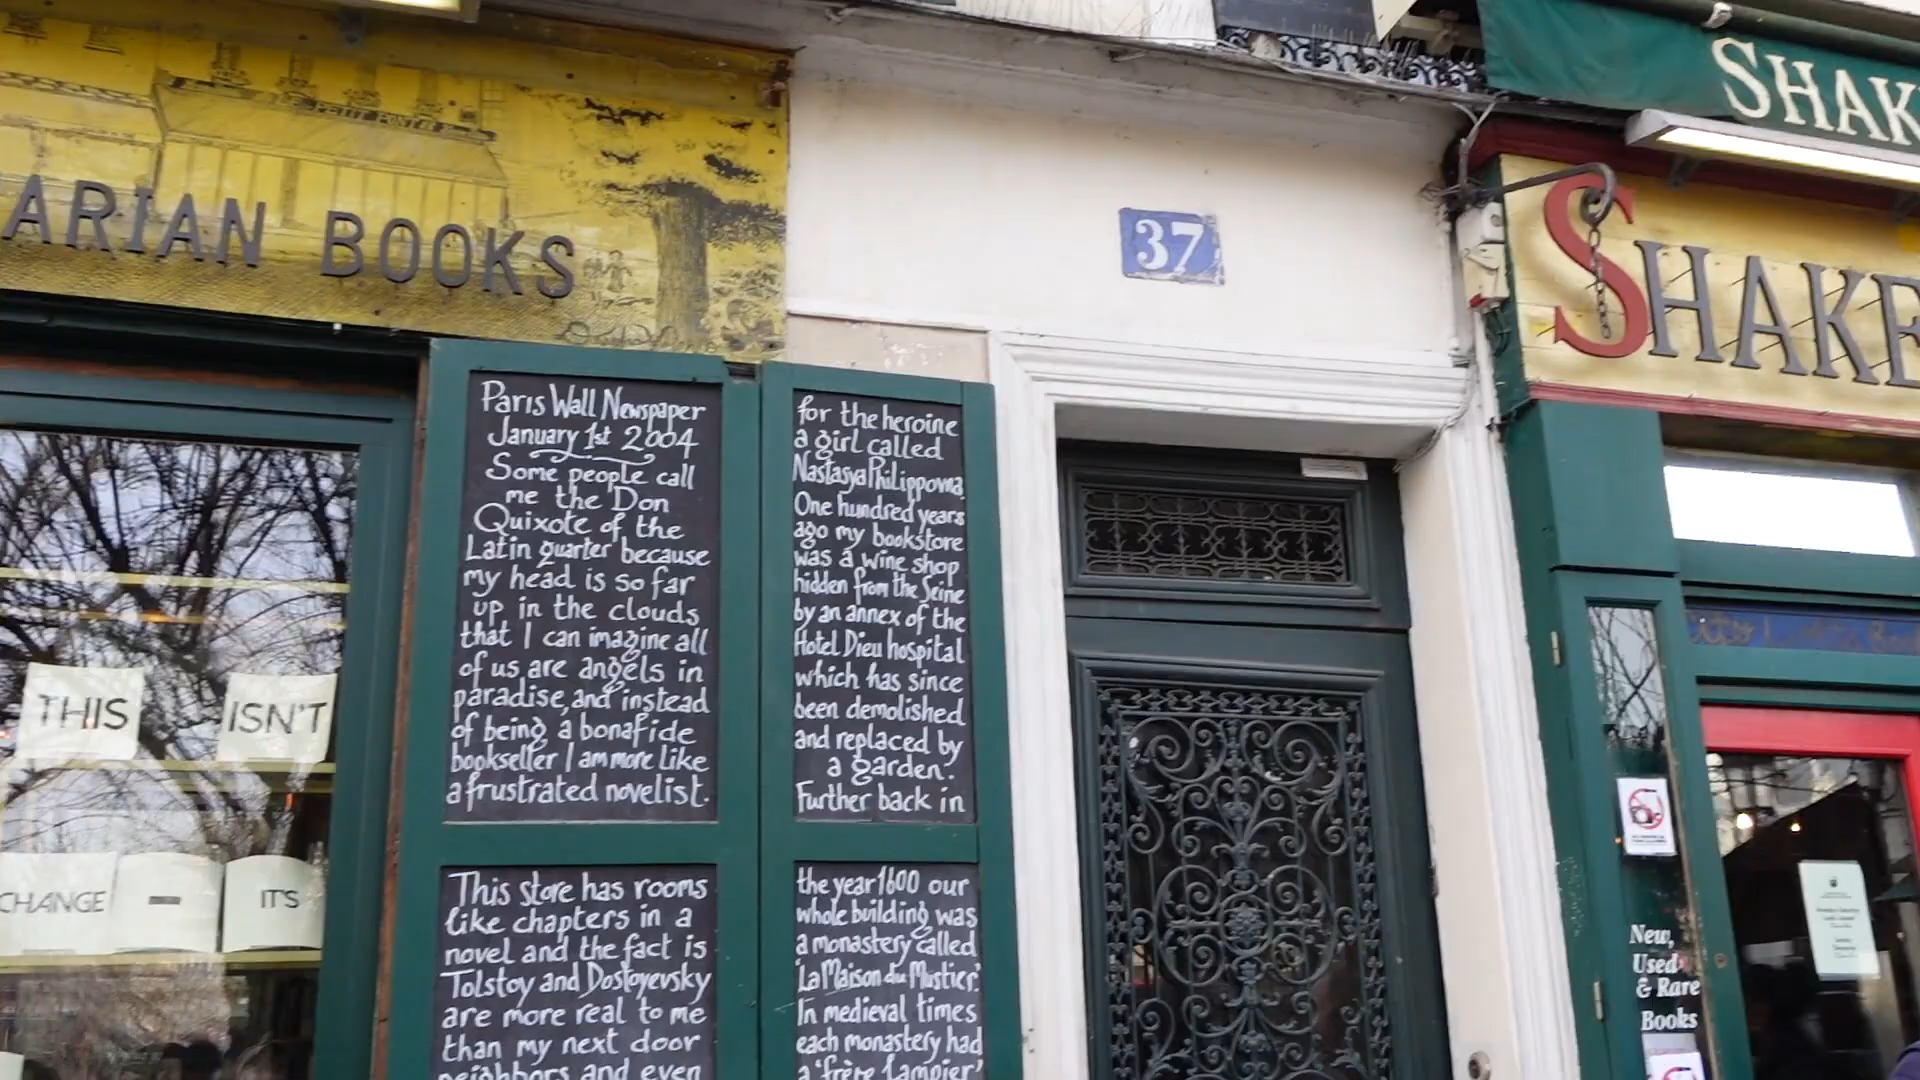 PETIT PONT
ARIAN BOOKS
37
SHAK
SHAKE
Paris Wall Newspaper
January 1st 2004
Some people call
me the Don
Quixote of the
Latin quarter because
my head is so far
up in the clouds
that I can imagine all
of us are angels in
paradise, and instead
of being a bonafide
bookseller I am more like
a frustrated novelist.
This store has rooms
like chapters in a
novel and the fact is
Tolstoy and Dostoyevsky
are more real to me
than my next door
neighbors and even
for the heroine
a girl called
Nastasya Philippovna.
One hundred years
ago my bookstore
was a wine shop
hidden from the Seine
by an annex of the
Hotel Dieu hospital
which has since
been demolished
and replaced by
a garden.
Further back in
the year 1600 our
whole building was
a monastery called
'La Maison du Mustier'.
In medieval times
each monastery had
a 'frère lampier'
THIS ISN'T
CHANGE - IT'S
New,
Used
& Rare
Books